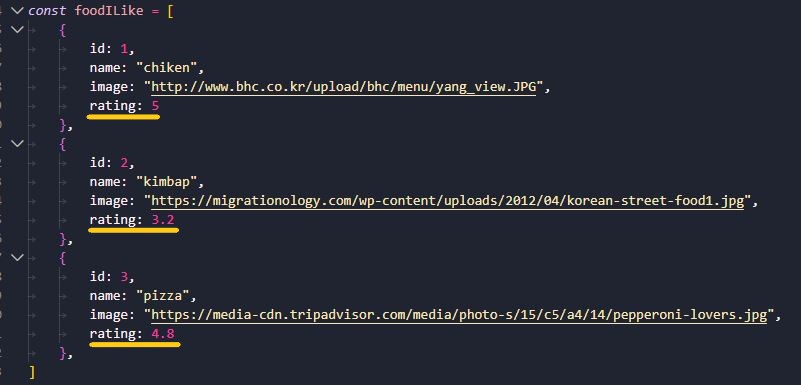 const foodILike = [
{
id: 1,
name: "chiken",
image: "http://www.bhc.co.kr/upload/bhc/menu/yang_view.JPG",
rating: 5
},
{
id: 2,
name: "kimbap",
image: "https://migrationology.com/wp-content/uploads/2012/04/korean-street-food1.jpg",
rating: 3.2
},
{
id: 3,
name: "pizza",
image: "https://media-cdn.tripadvisor.com/media/photo-s/15/c5/a4/14/pepperoni-lovers.jpg",
rating: 4.8
},
]